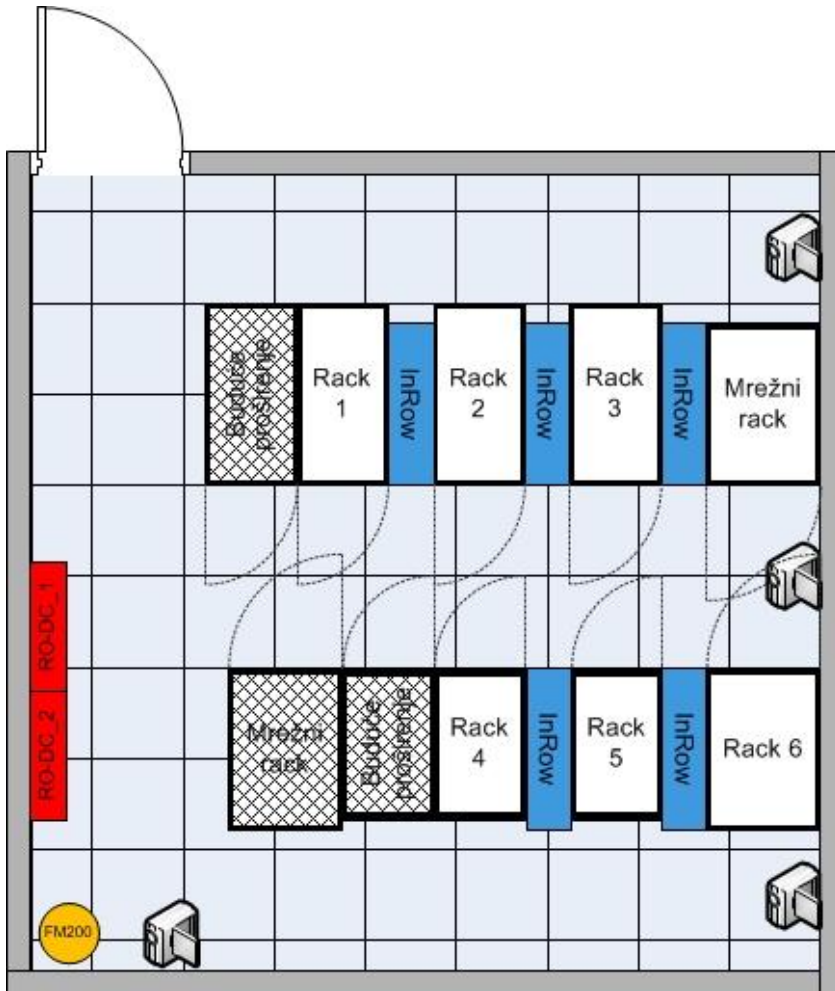 Buduće
proširenje
Rack
1
InRow
Rack
2
InRow
Rack
3
InRow
Mrežni
rack
RO-DC_1
RO-DC_2
Mrežni
rack
Buduće
proširenje
Rack
4
InRow
Rack
5
InRow
Rack 6
FM200